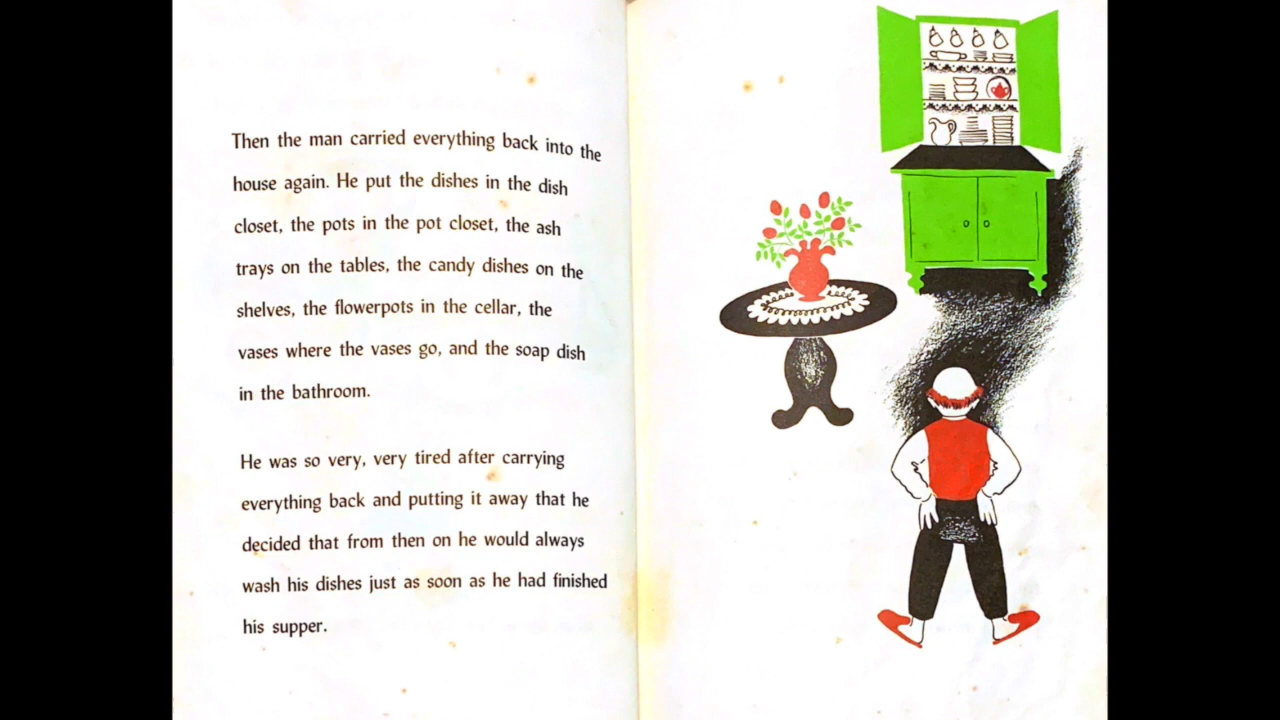 Then the man carried everything back into the
house again. He put the dishes in the dish
closet, the pots in the pot closet, the ash
trays on the tables, the candy dishes on the
shelves, the flowerpots in the cellar, the
vases where the vases go, and the soap dish
in the bathroom.
He was so very, very tired after carrying
everything back and putting it away that he
decided that from then on he would always
wash his dishes just as soon as he had finished
his supper.